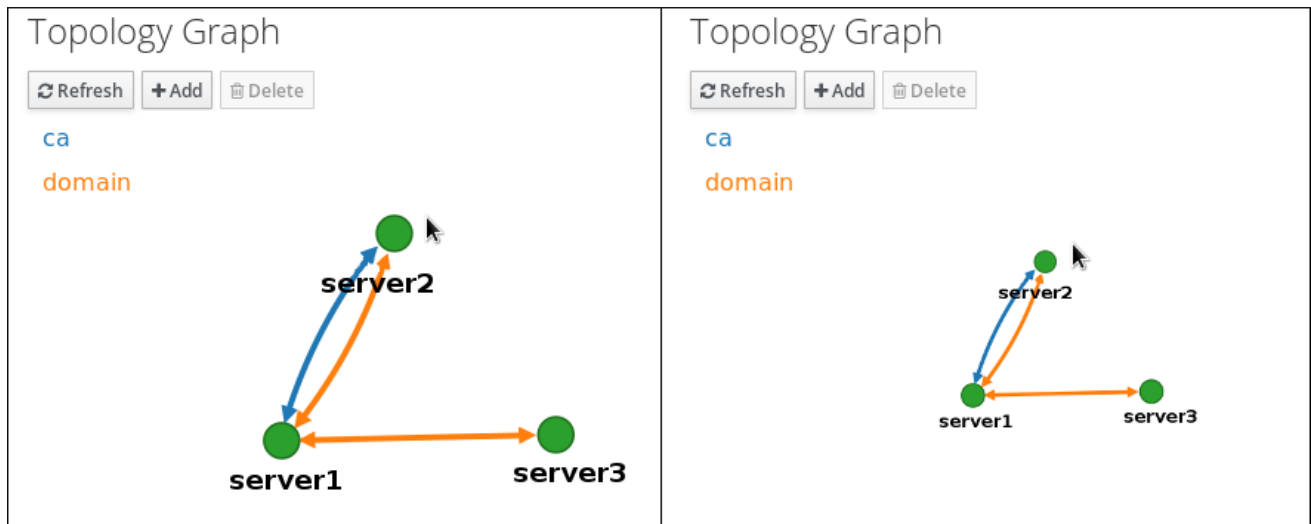 Topology Graph
Refresh Add Delete
ca
domain
server2
server1
server3
Topology Graph
Refresh Add Delete
ca
domain
server2
server1
server3